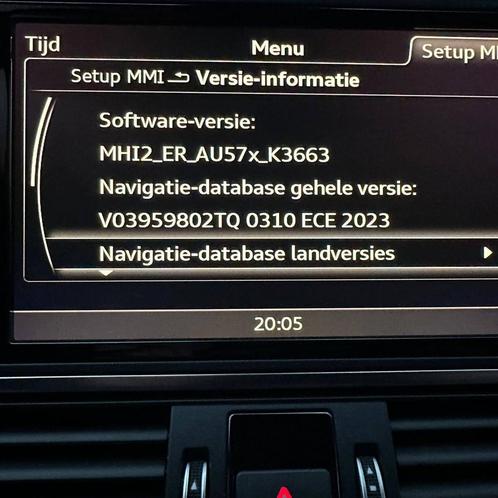 Tijd Menu Setup MM
Setup MMI Versie-informatie
Software-versie:
MHI2_ER_AU57x_K3663
Navigatie-database gehele versie:
V03959802TQ 0310 ECE 2023
Navigatie-database landversies
20:05